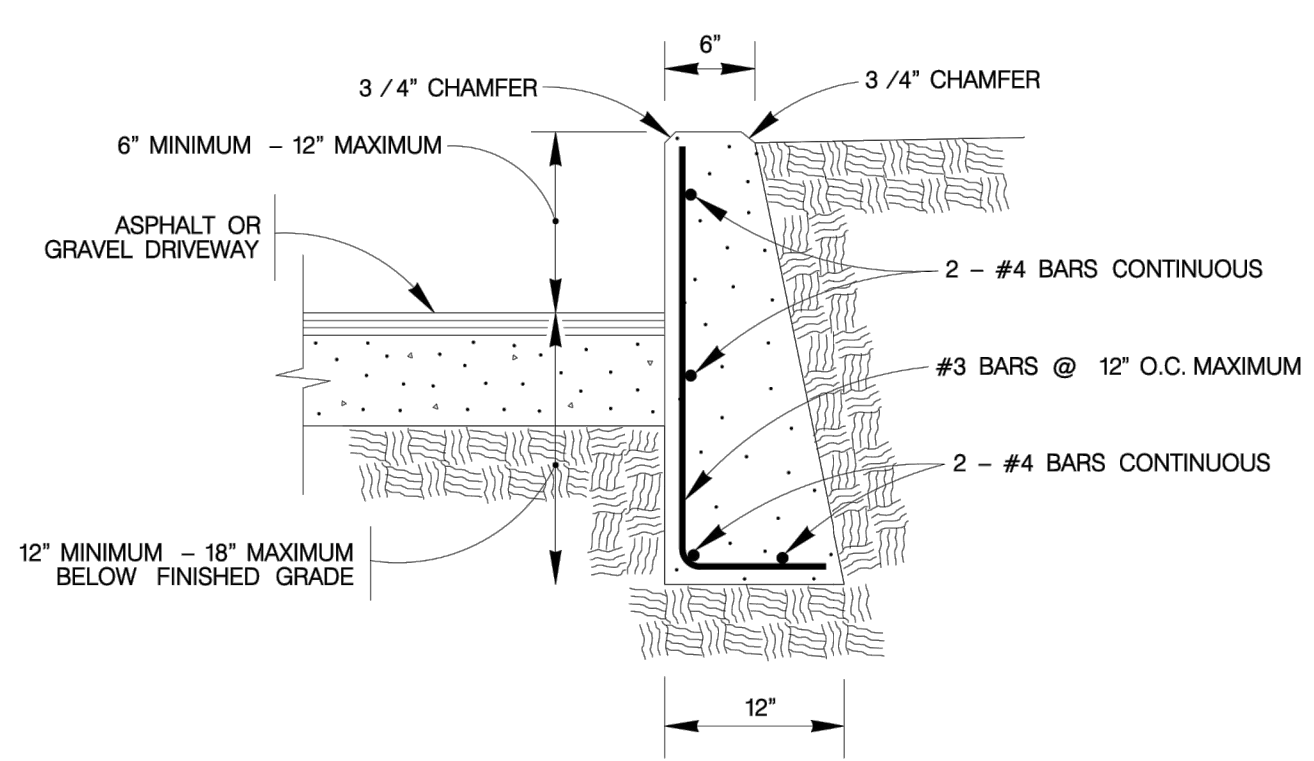 6”
3 /4” CHAMFER
3 /4” CHAMFER
6” MINIMUM – 12” MAXIMUM
ASPHALT OR
GRAVEL DRIVEWAY
2 – #4 BARS CONTINUOUS
#3 BARS @ 12” O.C. MAXIMUM
2 – #4 BARS CONTINUOUS
12” MINIMUM – 18” MAXIMUM
BELOW FINISHED GRADE
12”